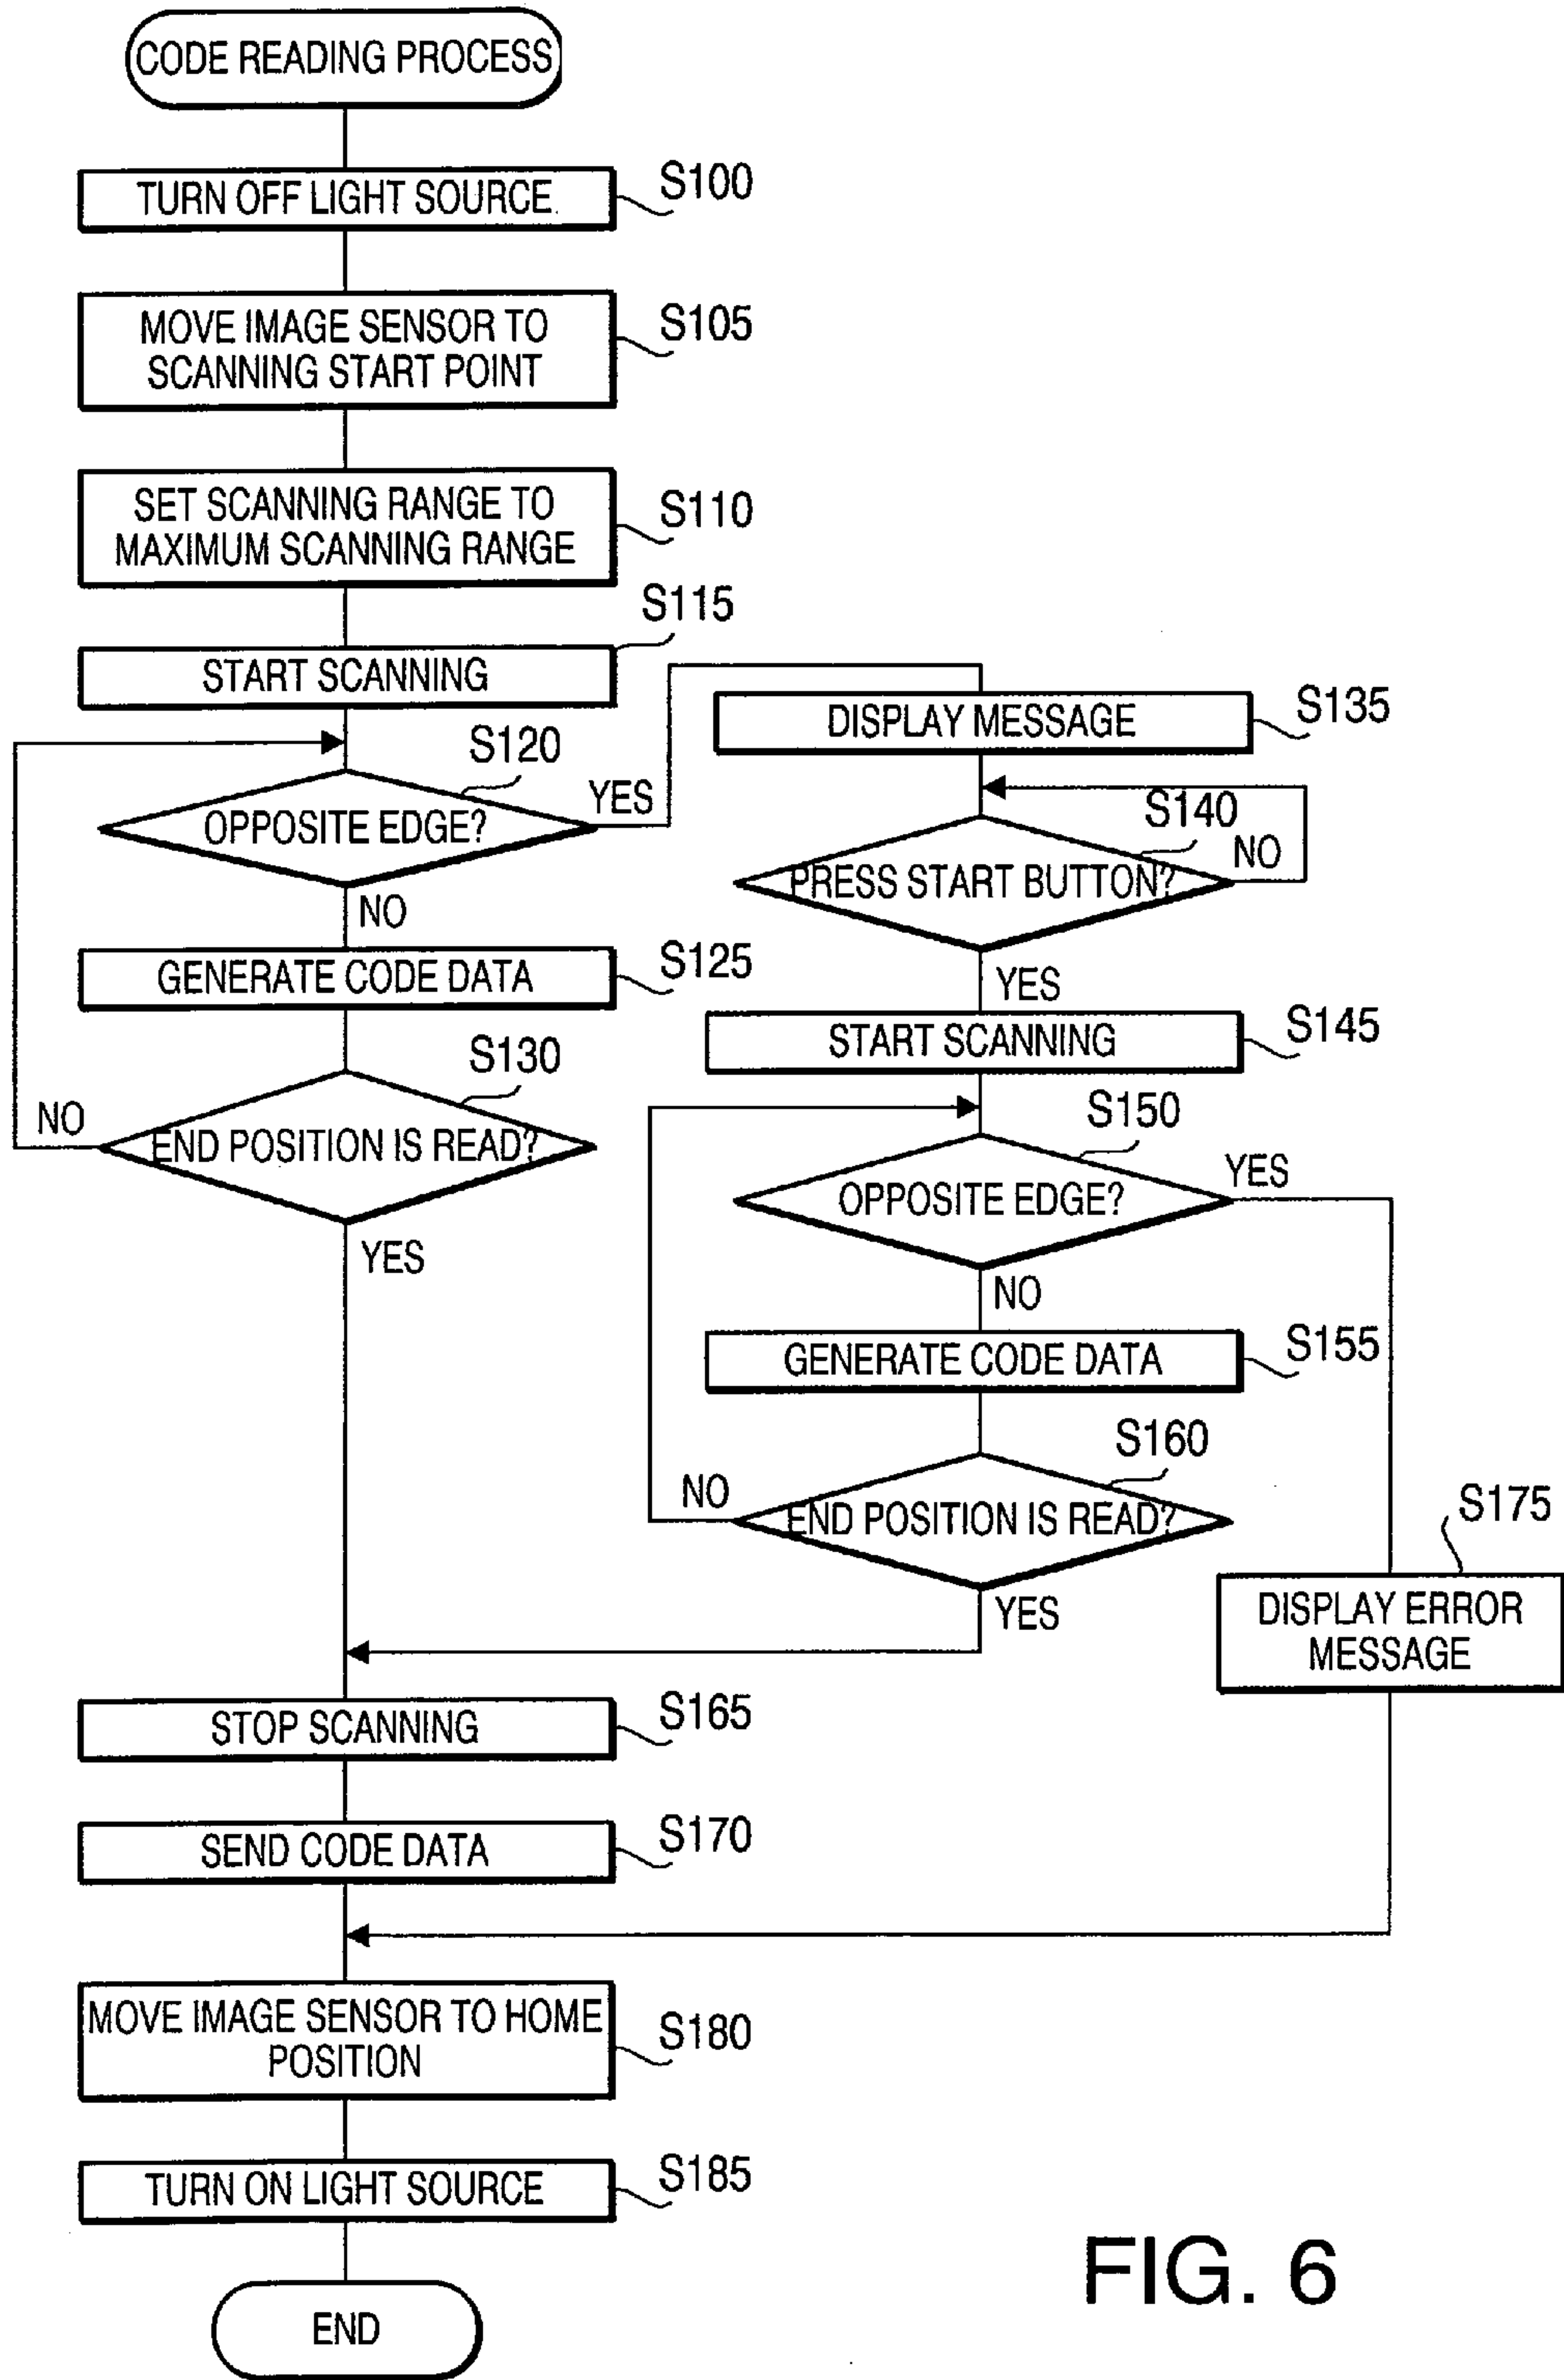 CODE READING PROCESS
TURN OFF LIGHT SOURCE
S100
MOVE IMAGE SENSOR TO
SCANNING START POINT
S105
SET SCANNING RANGE TO
MAXIMUM SCANNING RANGE
S110
START SCANNING
S115
OPPOSITE EDGE?
S120
YES
NO
GENERATE CODE DATA
S125
END POSITION IS READ?
S130
NO
YES
DISPLAY MESSAGE
S135
PRESS START BUTTON?
S140
NO
YES
START SCANNING
S145
OPPOSITE EDGE?
S150
YES
NO
GENERATE CODE DATA
S155
END POSITION IS READ?
S160
NO
YES
DISPLAY ERROR
MESSAGE
S175
STOP SCANNING
S165
SEND CODE DATA
S170
MOVE IMAGE SENSOR TO HOME
POSITION
S180
TURN ON LIGHT SOURCE
S185
END
FIG. 6